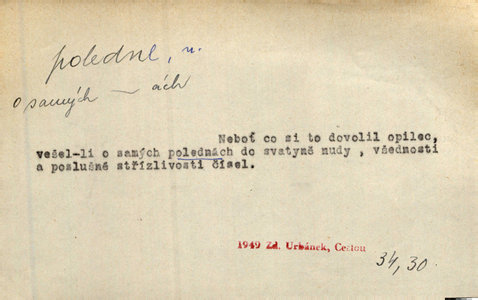 poledne, n.
o samých — ách
Neboť co si to dovolil opilec,
vešel-li o samých polednách do svatyně nudy , všednosti
a poslušné střízlivosti čísel.
1949 Zd. Urbánek, Cestou
34,30